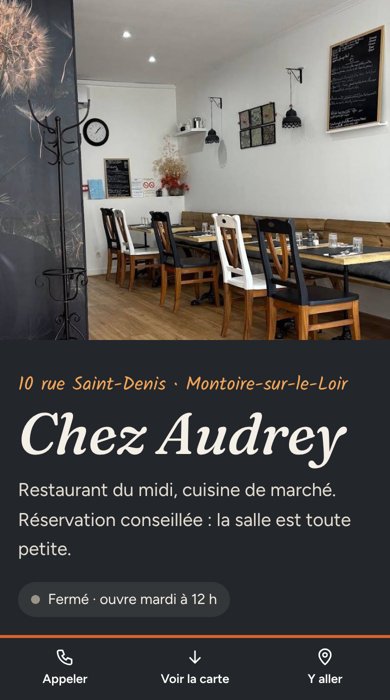 10 rue Saint-Denis · Montoire-sur-le-Loir
Chez Audrey
Restaurant du midi, cuisine de marché.
Réservation conseillée : la salle est toute
petite.
Fermé · ouvre mardi à 12 h
Appeler
Voir la carte
Y aller